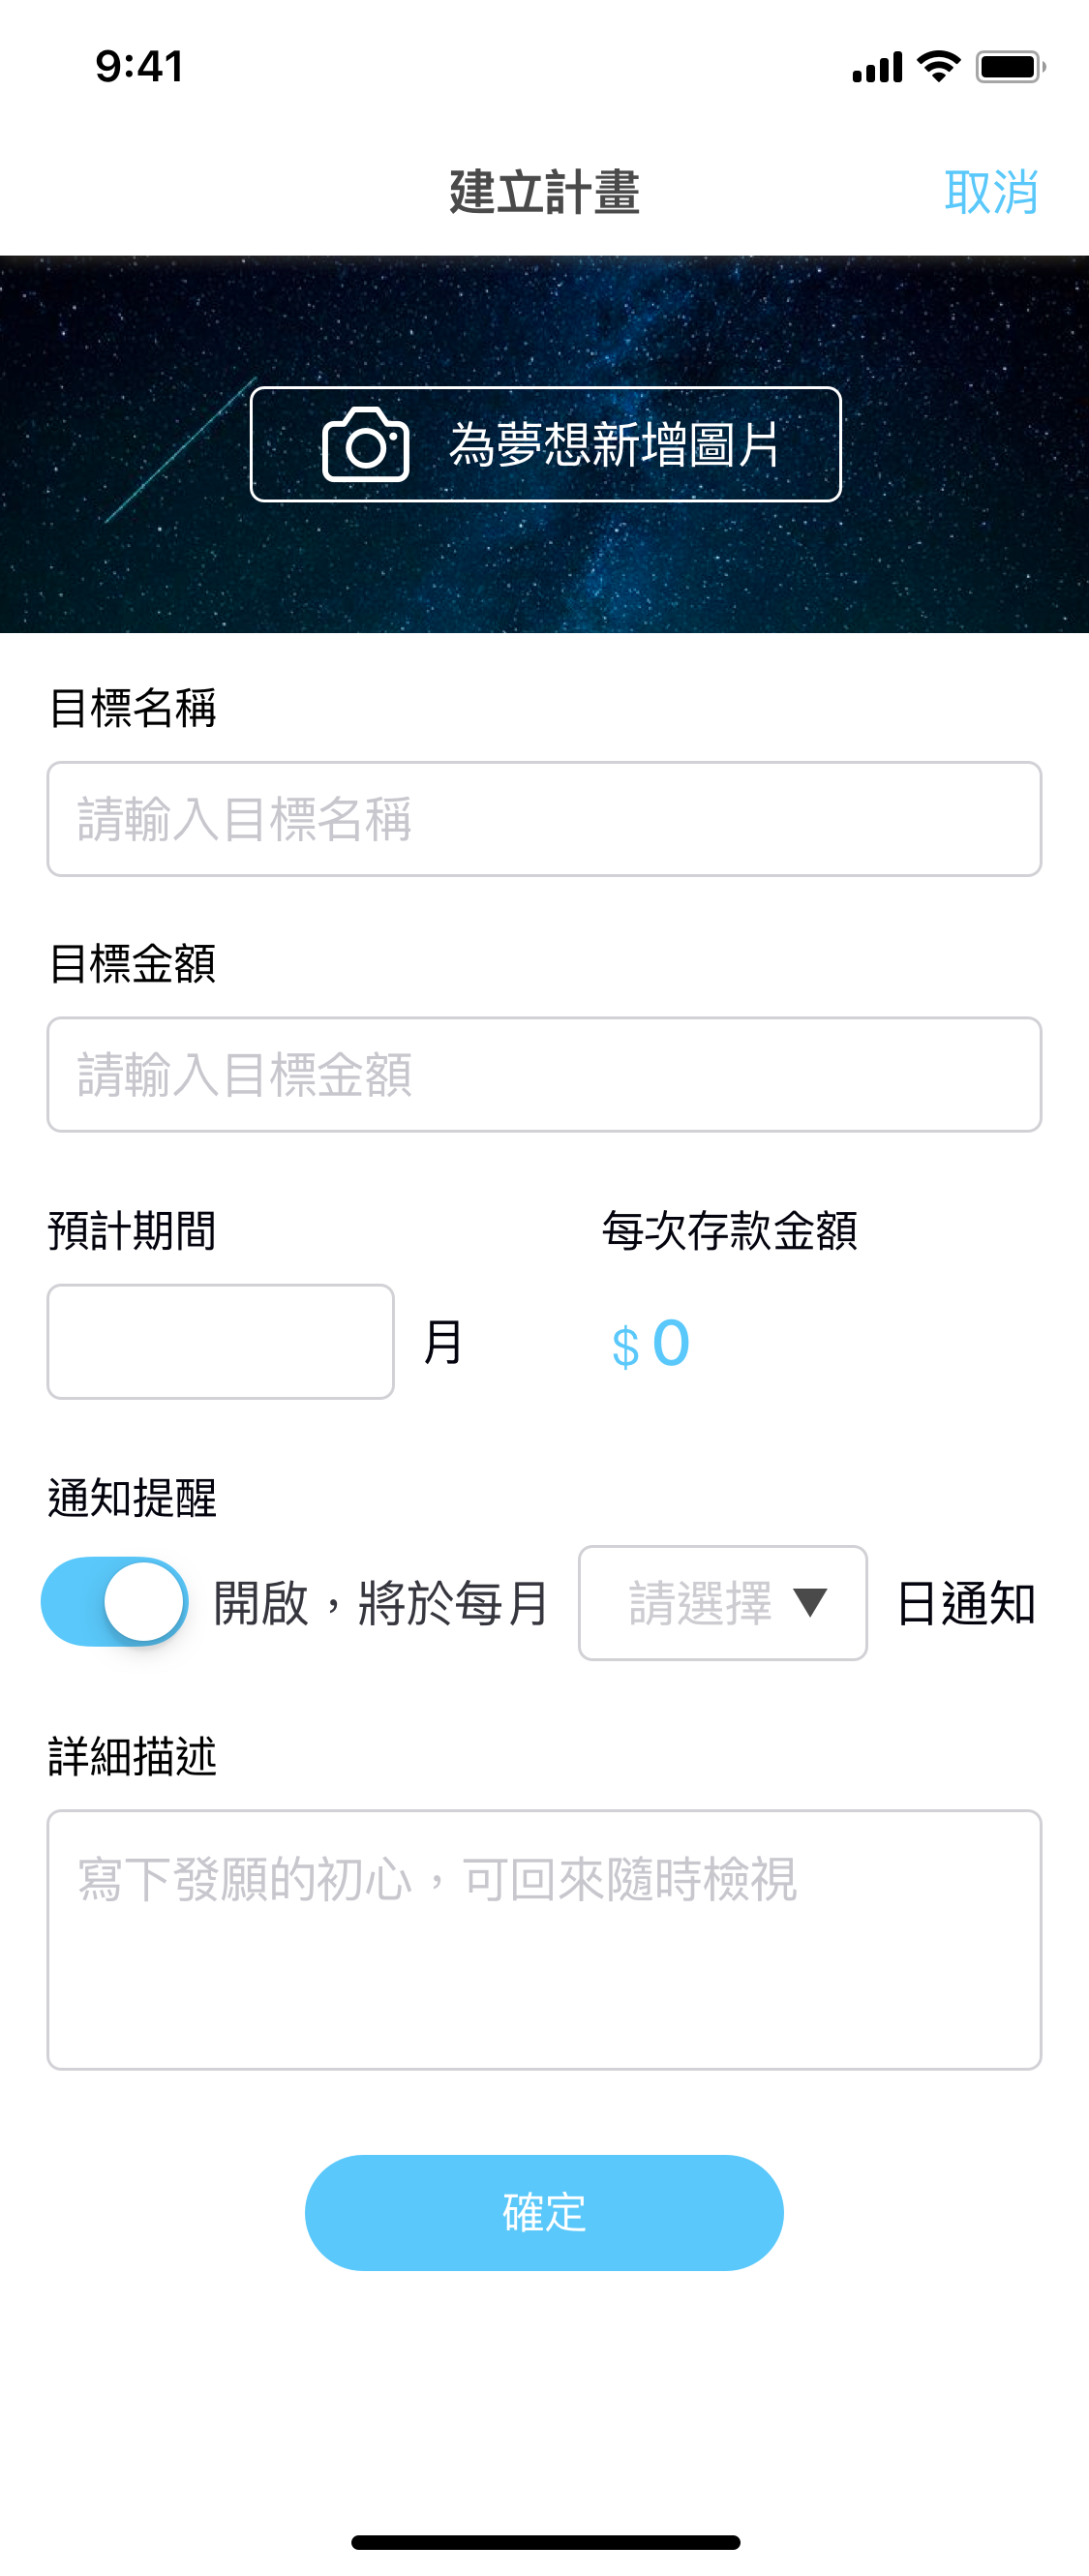 9:41
建立計畫 取消
為夢想新增圖片
目標名稱
請輸入目標名稱
目標金額
請輸入目標金額
預計期間 每次存款金額
月 $ 0
通知提醒
開啟，將於每月 請選擇 日通知
詳細描述
寫下發願的初心，可回來隨時檢視
確定